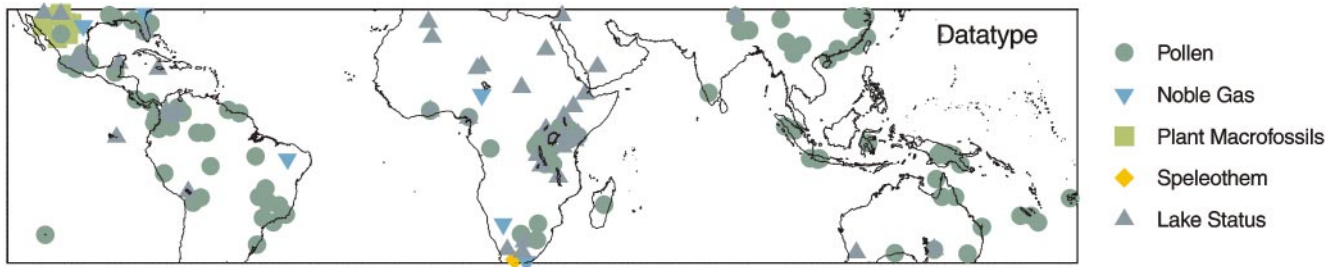 Datatype
Pollen
Noble Gas
Plant Macrofossils
Speleothem
Lake Status